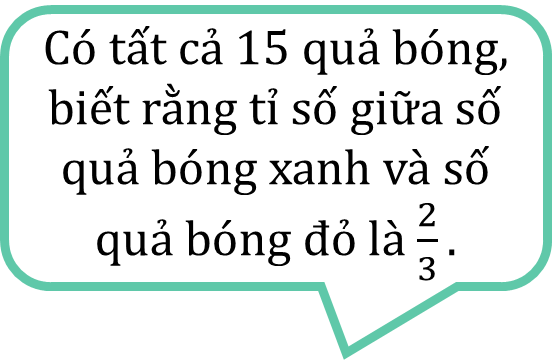 Có tất cả 15 quả bóng,
biết rằng tỉ số giữa số
quả bóng xanh và số
quả bóng đỏ là 2/3 .